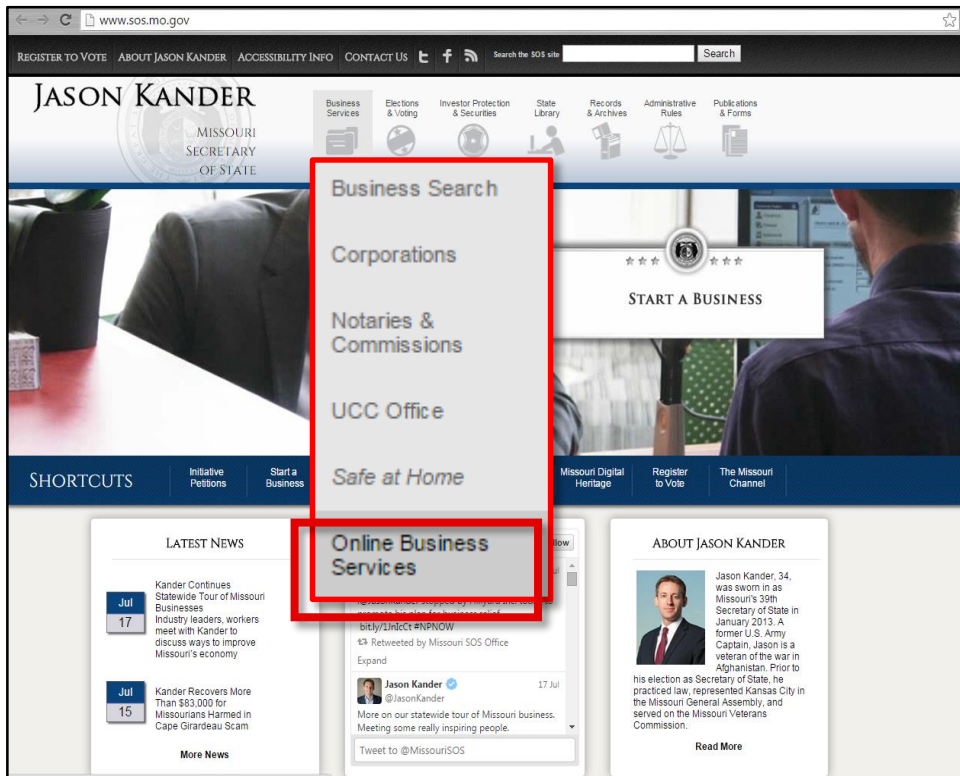 www.sos.mo.gov
REGISTER TO VOTE ABOUT JASON KANDER ACCESSIBILITY INFO CONTACT US Search the SOS site Search
JASON KANDER
MISSOURI
SECRETARY
OF STATE
Business
Services
Elections
& Voting
Investor Protection
& Securities
State
Library
Records
& Archives
Administrative
Rules
Publications
& Forms
Business Search
Corporations
Notaries &
Commissions
UCC Office
Safe at Home
Online Business
Services
START A BUSINESS
SHORTCUTS
Initiative
Petitions
Start a
Business
Missouri Digital
Heritage
Register
to Vote
The Missouri
Channel
LATEST NEWS
Jul
17
Kander Continues
Statewide Tour of Missouri
Businesses
Industry leaders, workers
meet with Kander to
discuss ways to improve
Missouri's economy
Jul
15
Kander Recovers More
Than $83,000 for
Missourians Harmed in
Cape Girardeau Scam
More News
bit.ly/1JnIcCt #NPNOW
Retweeted by Missouri SOS Office
Expand
Jason Kander 17 Jul
@JasonKander
More on our statewide tour of Missouri business.
Meeting some really inspiring people.
Tweet to @MissouriSOS
ABOUT JASON KANDER
Jason Kander, 34,
was sworn in as
Missouri's 39th
Secretary of State in
January 2013. A
former U.S. Army
Captain, Jason is a
veteran of the war in
Afghanistan. Prior to
his election as Secretary of State, he
practiced law, represented Kansas City in
the Missouri General Assembly, and
served on the Missouri Veterans
Commission.
Read More